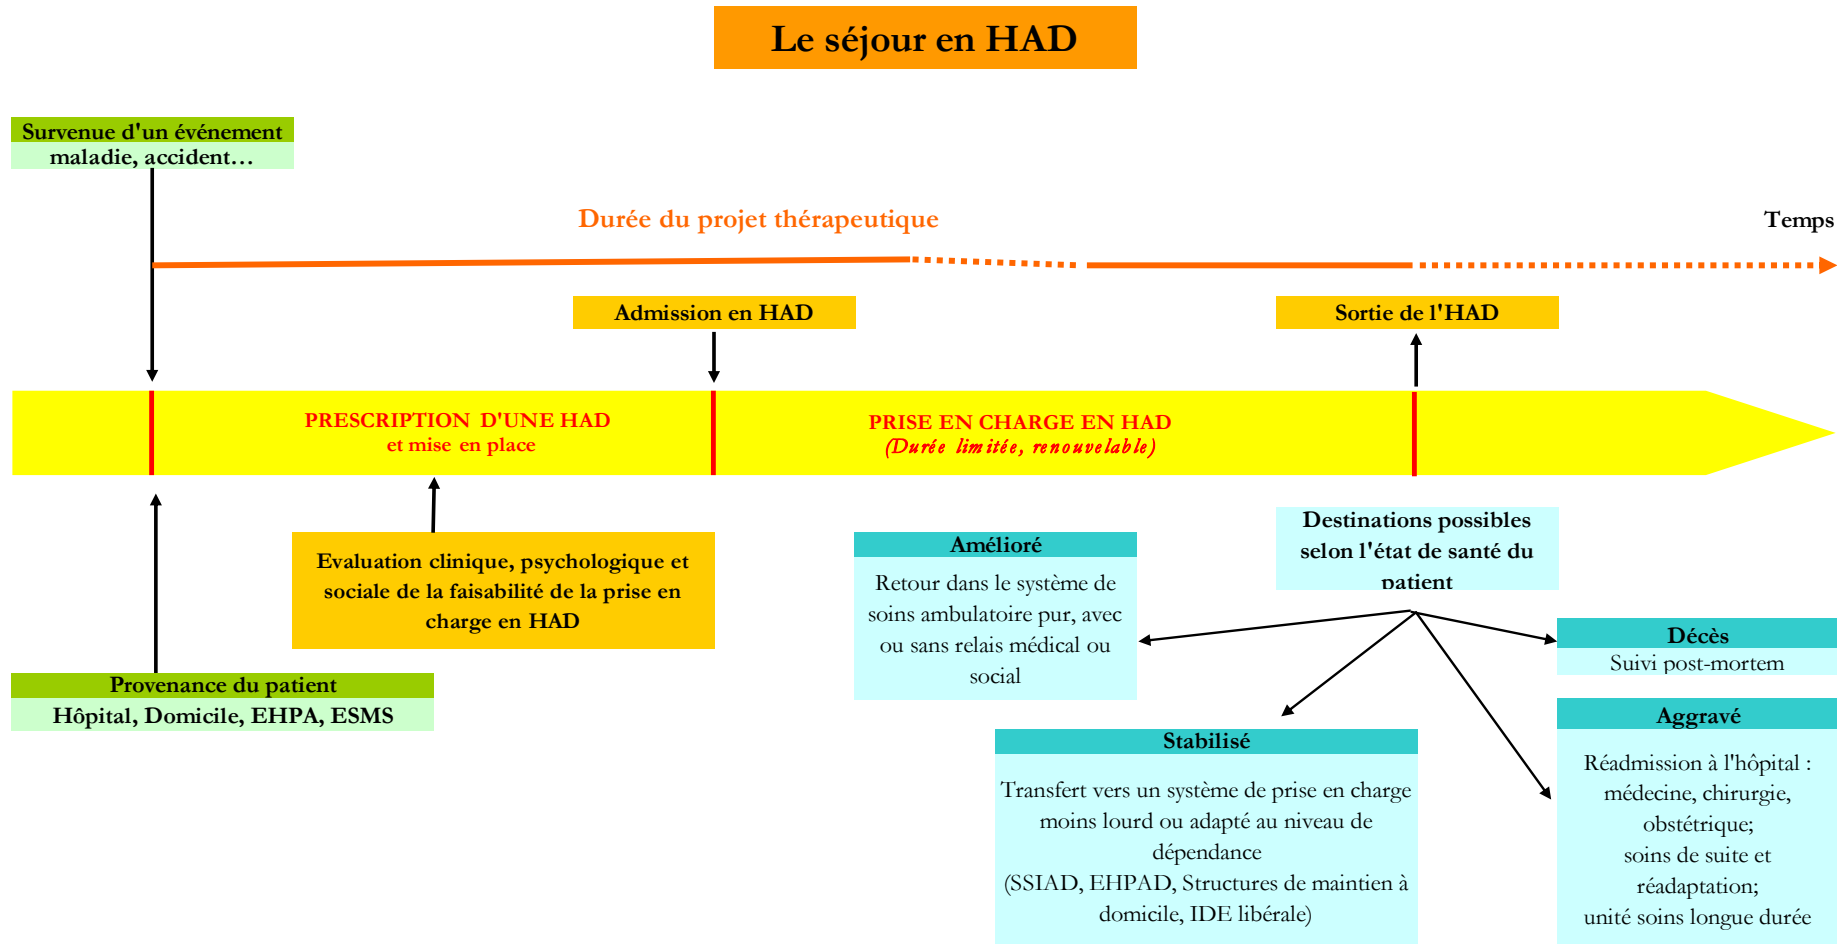 Le séjour en HAD
Survenue d'un événement
maladie, accident…
Durée du projet thérapeutique
Temps
Admission en HAD
Sortie de l'HAD
PRESCRIPTION D'UNE HAD
et mise en place
PRISE EN CHARGE EN HAD
(Durée limitée, renouvelable)
Evaluation clinique, psychologique et
sociale de la faisabilité de la prise en
charge en HAD
Provenance du patient
Hôpital, Domicile, EHPA, ESMS
Destinations possibles
selon l'état de santé du
patient
Amélioré
Retour dans le système de
soins ambulatoire pur, avec
ou sans relais médical ou
social
Stabilisé
Transfert vers un système de prise en charge
moins lourd ou adapté au niveau de
dépendance
(SSIAD, EHPAD, Structures de maintien à
domicile, IDE libérale)
Décès
Suivi post-mortem
Aggravé
Réadmission à l'hôpital :
médecine, chirurgie,
obstétrique;
soins de suite et
réadaptation;
unité soins longue durée